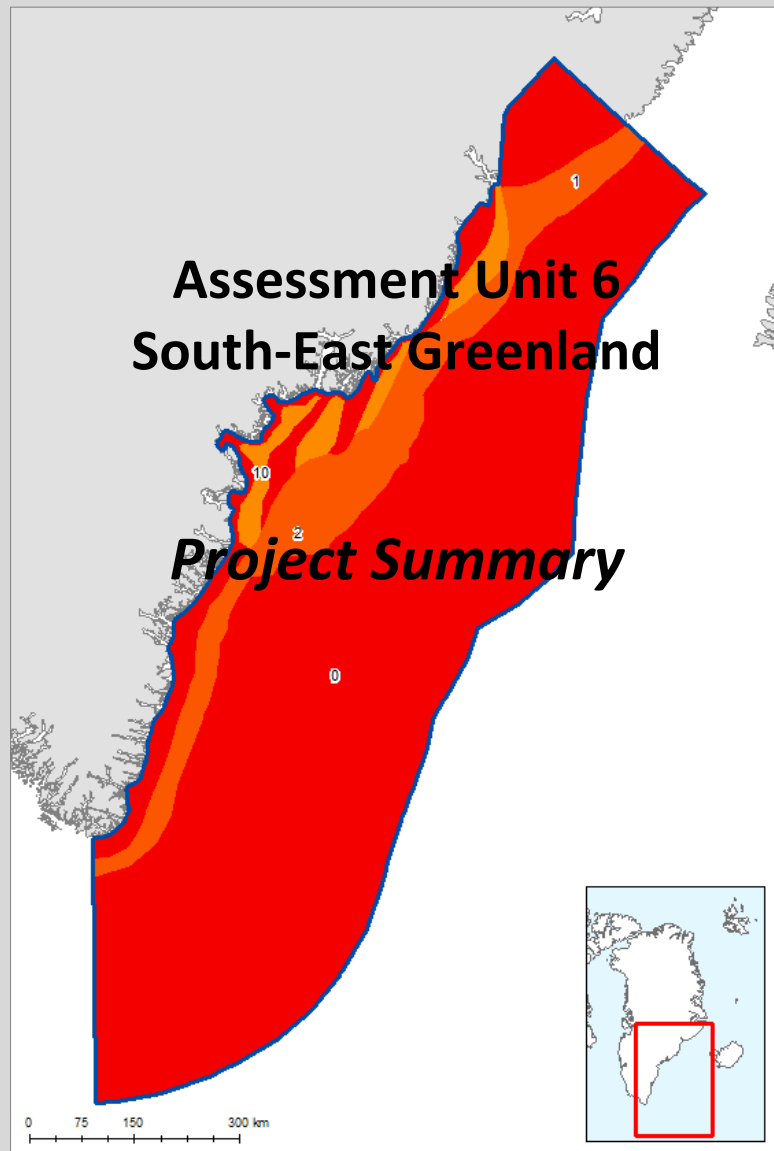 1
Assessment Unit 6
South-East Greenland
10
2
Project Summary
0
0 75 150 300 km